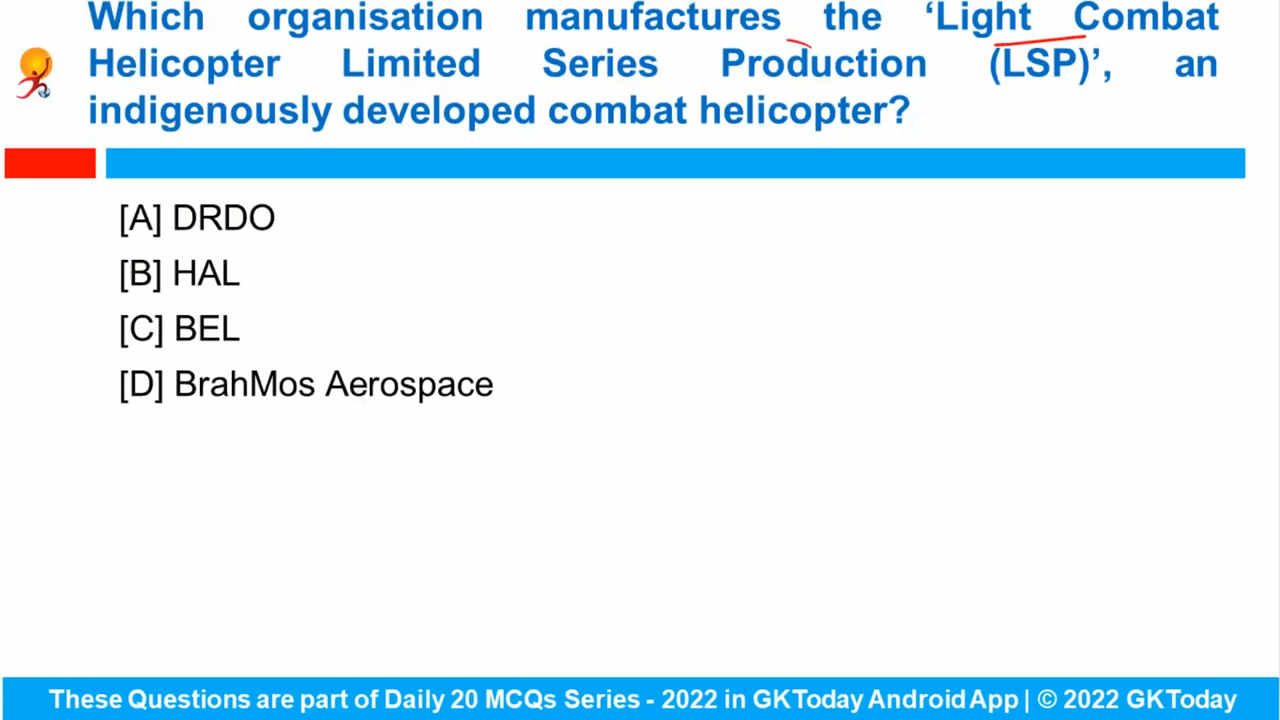 Which organisation manufactures the ‘Light Combat
Helicopter Limited Series Production (LSP)’, an
indigenously developed combat helicopter?
[A] DRDO
[B] HAL
[C] BEL
[D] BrahMos Aerospace
These Questions are part of Daily 20 MCQs Series - 2022 in GKToday Android App | © 2022 GKToday